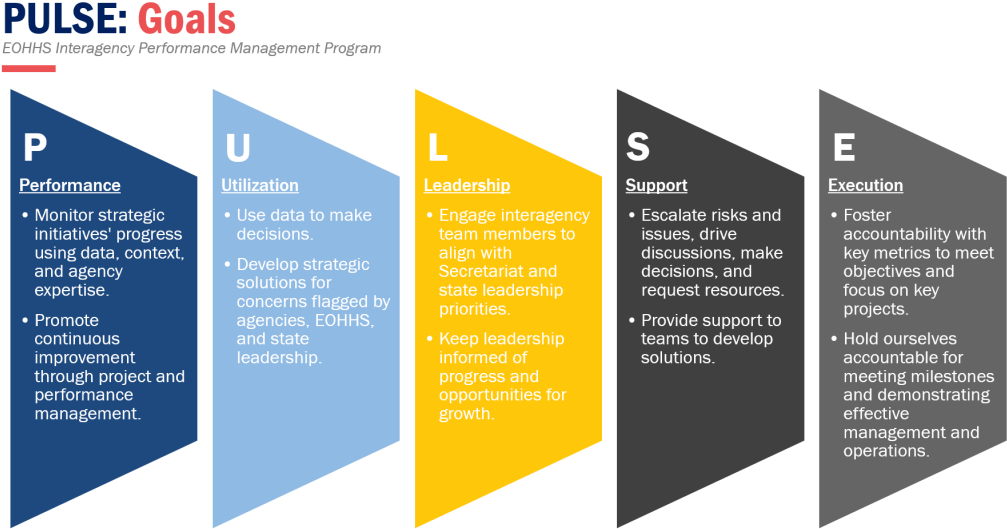 PULSE: Goals
EOHHS Interagency Performance Management Program
P
Performance
• Monitor strategic
initiatives' progress
using data, context,
and agency
expertise.
• Promote
continuous
improvement
through project and
performance
management.
U
Utilization
• Use data to make
decisions.
• Develop strategic
solutions for
concerns flagged by
agencies, EOHHS,
and state
leadership.
L
Leadership
• Engage interagency
team members to
align with
Secretariat and
state leadership
priorities.
• Keep leadership
informed of
progress and
opportunities for
growth.
S
Support
• Escalate risks and
issues, drive
discussions, make
decisions, and
request resources.
• Provide support to
teams to develop
solutions.
E
Execution
• Foster
accountability with
key metrics to meet
objectives and
focus on key
projects.
• Hold ourselves
accountable for
meeting milestones
and demonstrating
effective
management and
operations.